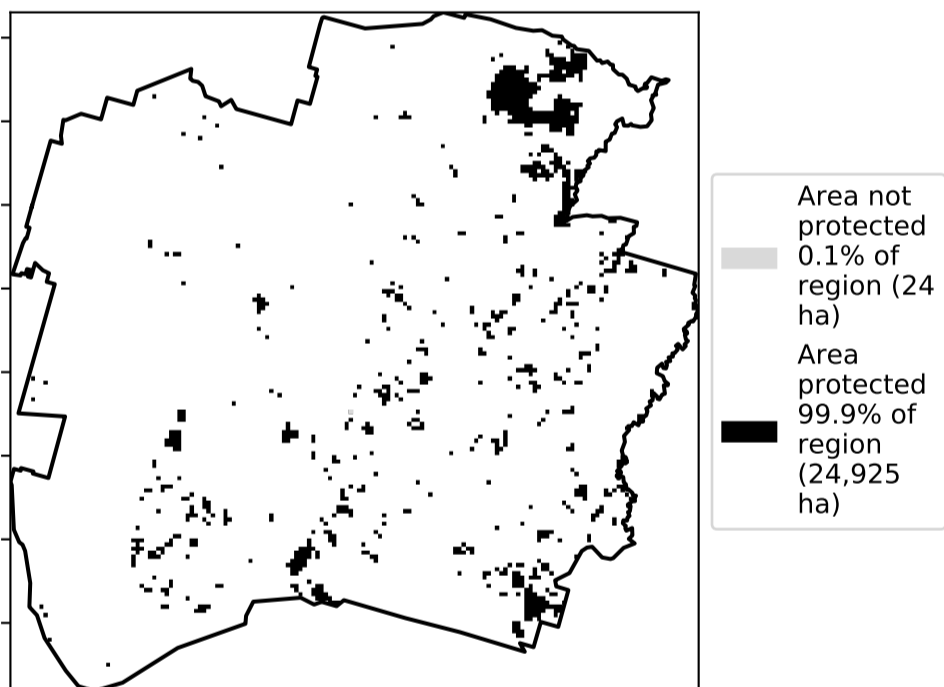 Area not
protected
0.1% of
region (24
ha)
Area
protected
99.9% of
region
(24,925
ha)